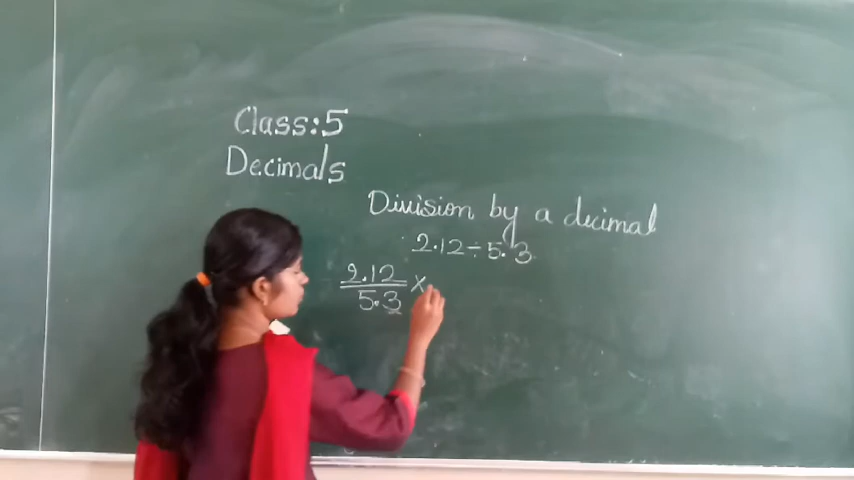 Class:5
Decimals
Division by a decimal
2.12÷5.3
2.12
5.3 ×